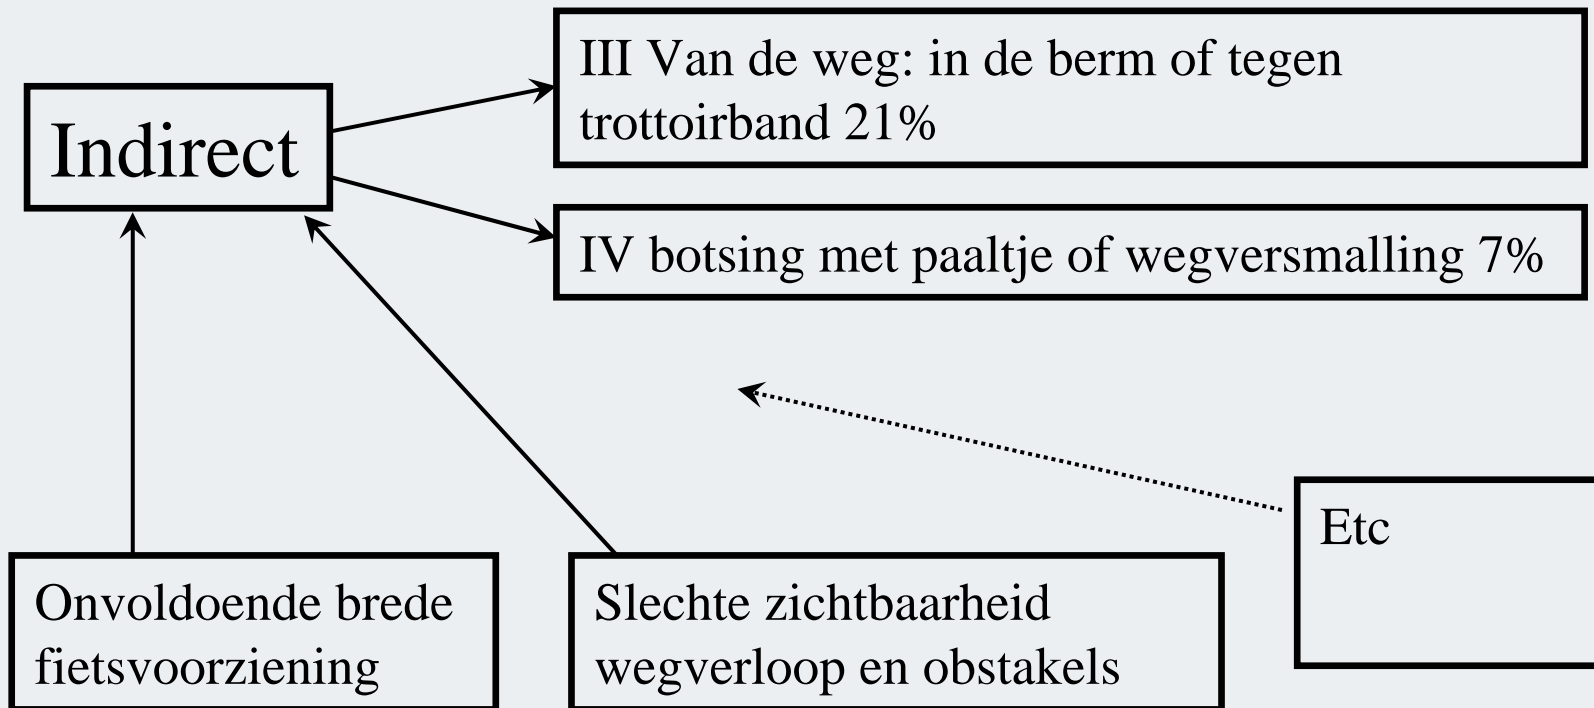 III Van de weg: in de berm of tegen
trottoirband 21%
Indirect
IV botsing met paaltje of wegversmalling 7%
Etc
Onvoldoende brede
fietsvoorziening
Slechte zichtbaarheid
wegverloop en obstakels